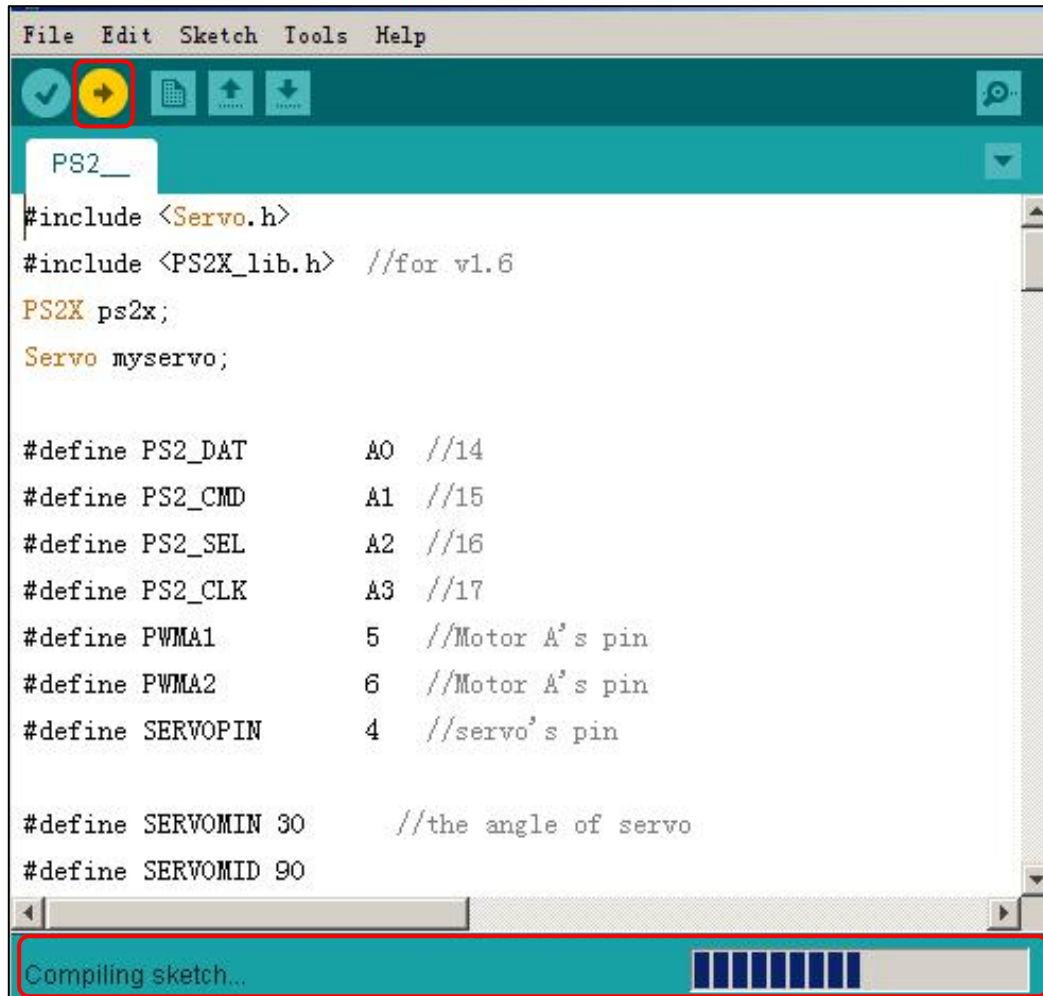 File Edit Sketch Tools Help
PS2__
#include <Servo.h>
#include <PS2X_lib.h> //for v1.6
PS2X ps2x;
Servo myservo;
#define PS2_DAT A0 //14
#define PS2_CMD A1 //15
#define PS2_SEL A2 //16
#define PS2_CLK A3 //17
#define PWMA1 5 //Motor A's pin
#define PWMA2 6 //Motor A's pin
#define SERVOPIN 4 //servo's pin
#define SERVOMIN 30 //the angle of servo
#define SERVOMID 90
Compiling sketch...